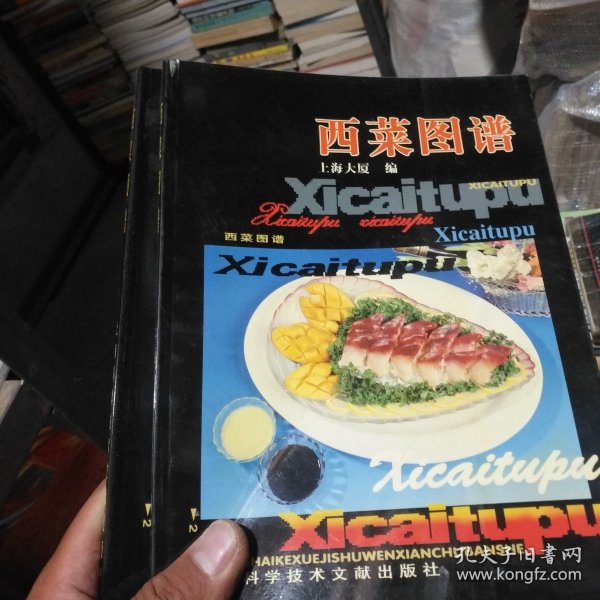 西菜图谱
上海大厦 编
Xicaitupu
XICAITUPU
Xicaitupu xicaitupu
Xicaitupu
西菜图谱
Xicaitupu
Xicaitupu
Xicaitupu
HAIKEXUEJISHUWENXIANCHUBANSHE
科学技术文献出版社
孔夫子旧书网
www.kongfz.com